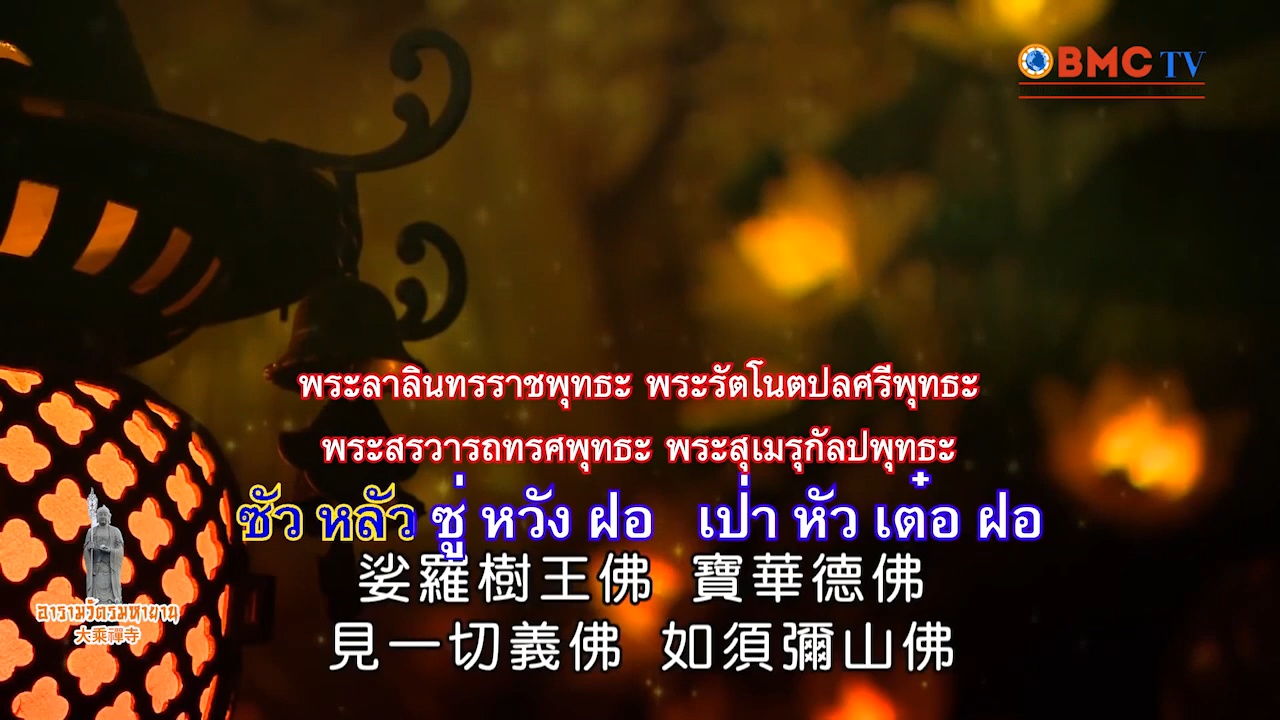 BMC TV
พระลาลินทรราชพุทธะ พระรัตโนตปลศรีพุทธะ
พระสรวารถทรศพุทธะ พระสุเมรุกัลปพุทธะ
ซัว หลัว ซู่ หวัง ฝอ เป่า หัว เต๋อ ฝอ
娑羅樹王佛 寶華德佛
見一切義佛 如須彌山佛
อารามวัตรมหายาน
大乘禪寺